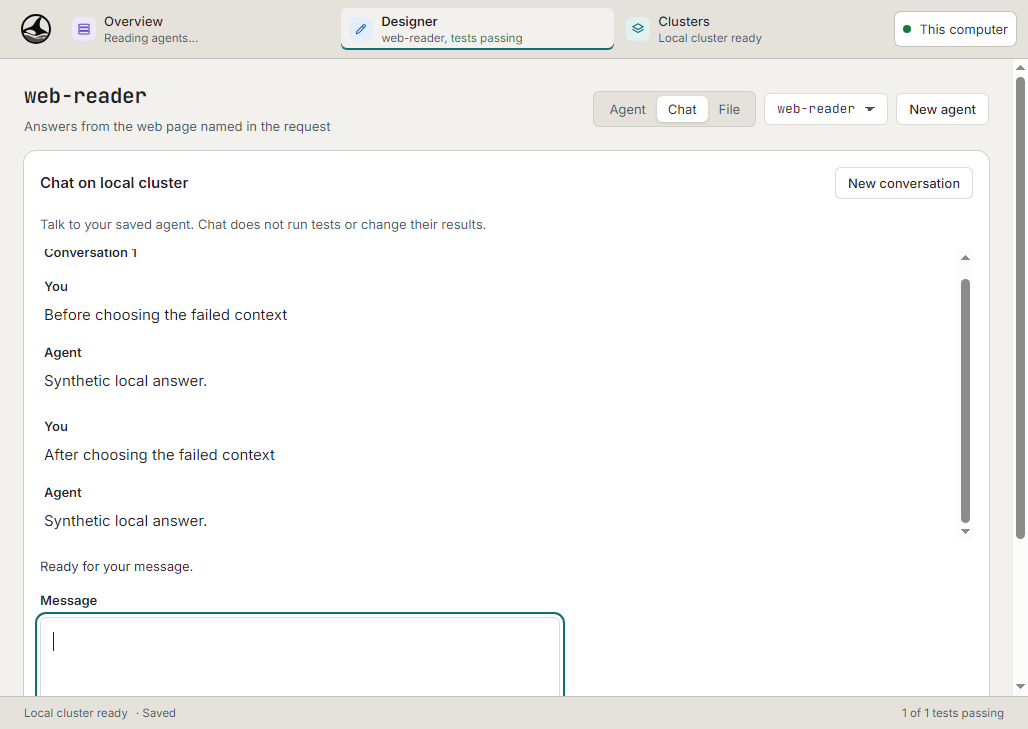 Overview
Reading agents...
Designer
web-reader, tests passing
Clusters
Local cluster ready
This computer
web-reader
Answers from the web page named in the request
Agent
Chat
File
web-reader
New agent
Chat on local cluster
New conversation
Talk to your saved agent. Chat does not run tests or change their results.
Conversation 1
You
Before choosing the failed context
Agent
Synthetic local answer.
You
After choosing the failed context
Agent
Synthetic local answer.
Ready for your message.
Message
Local cluster ready · Saved
1 of 1 tests passing